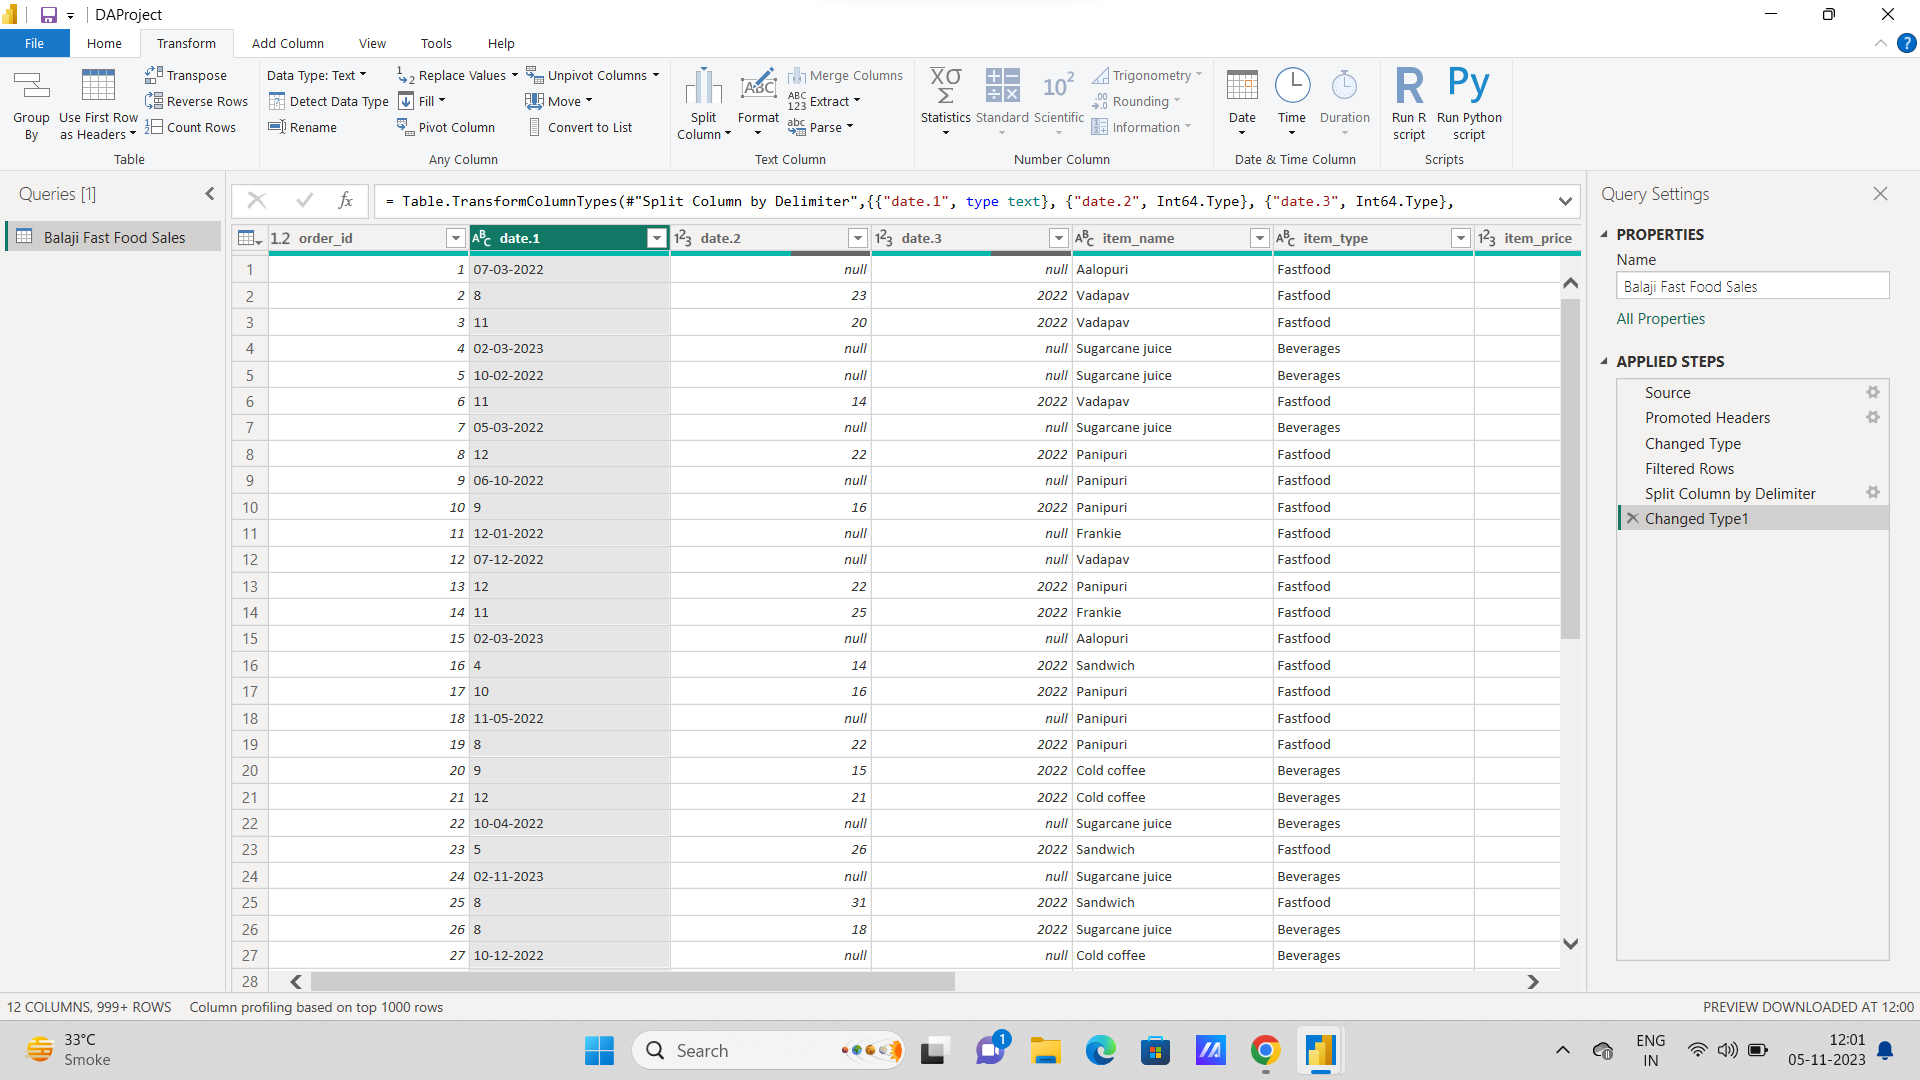 DAProject
File Home Transform Add Column View Tools Help
Group By
Use First Row as Headers
Transpose
Reverse Rows
Count Rows
Table
Data Type: Text
Detect Data Type
Rename
Replace Values
Fill
Pivot Column
Unpivot Columns
Move
Convert to List
Any Column
Split Column
Format
Merge Columns
Extract
Parse
Text Column
Statistics
Standard
Scientific
Trigonometry
Rounding
Information
Number Column
Date
Time
Duration
Date & Time Column
Run R script
Run Python script
Scripts
Queries [1]
Balaji Fast Food Sales
= Table.TransformColumnTypes(#"Split Column by Delimiter",{{"date.1", type text}, {"date.2", Int64.Type}, {"date.3", Int64.Type},
1.2 order_id ABC date.1 123 date.2 123 date.3 ABC item_name ABC item_type 123 item_price
1 1 07-03-2022 null null Aalopuri Fastfood
2 2 8 23 2022 Vadapav Fastfood
3 3 11 20 2022 Vadapav Fastfood
4 4 02-03-2023 null null Sugarcane juice Beverages
5 5 10-02-2022 null null Sugarcane juice Beverages
6 6 11 14 2022 Vadapav Fastfood
7 7 05-03-2022 null null Sugarcane juice Beverages
8 8 12 22 2022 Panipuri Fastfood
9 9 06-10-2022 null null Panipuri Fastfood
10 10 9 16 2022 Panipuri Fastfood
11 11 12-01-2022 null null Frankie Fastfood
12 12 07-12-2022 null null Vadapav Fastfood
13 13 12 22 2022 Panipuri Fastfood
14 14 11 25 2022 Frankie Fastfood
15 15 02-03-2023 null null Aalopuri Fastfood
16 16 4 14 2022 Sandwich Fastfood
17 17 10 16 2022 Panipuri Fastfood
18 18 11-05-2022 null null Panipuri Fastfood
19 19 8 22 2022 Panipuri Fastfood
20 20 9 15 2022 Cold coffee Beverages
21 21 12 21 2022 Cold coffee Beverages
22 22 10-04-2022 null null Sugarcane juice Beverages
23 23 5 26 2022 Sandwich Fastfood
24 24 02-11-2023 null null Sugarcane juice Beverages
25 25 8 31 2022 Sandwich Fastfood
26 26 8 18 2022 Sugarcane juice Beverages
27 27 10-12-2022 null null Cold coffee Beverages
28
Query Settings
PROPERTIES
Name
Balaji Fast Food Sales
All Properties
APPLIED STEPS
Source
Promoted Headers
Changed Type
Filtered Rows
Split Column by Delimiter
Changed Type1
12 COLUMNS, 999+ ROWS Column profiling based on top 1000 rows PREVIEW DOWNLOADED AT 12:00
33°C
Smoke
Search
1
ENG
IN
12:01
05-11-2023